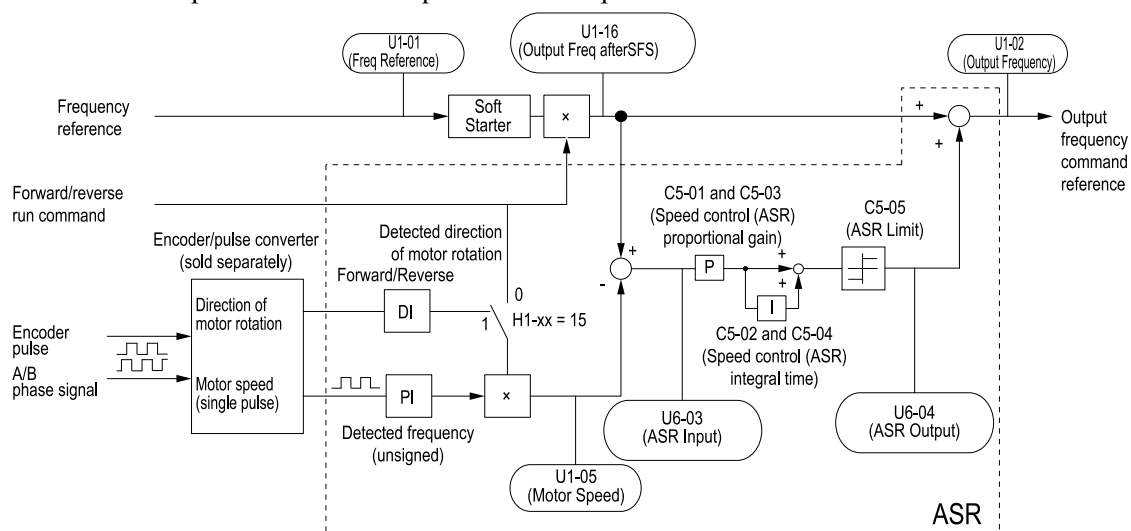 U1-01
(Freq Reference)
U1-16
(Output Freq afterSFS)
U1-02
(Output Frequency)
Frequency
reference
Soft
Starter
×
+
+
Output
frequency
command
reference
Forward/reverse
run command
C5-01 and C5-03
(Speed control (ASR)
proportional gain)
C5-05
(ASR Limit)
Encoder/pulse converter
(sold separately)
Detected direction
of motor rotation
Forward/Reverse
+
-
P
+
+
I
Direction of
motor rotation
DI
0
1
H1-xx = 15
C5-02 and C5-04
(Speed control (ASR)
integral time)
Encoder
pulse
A/B
phase signal
Motor speed
(single pulse)
PI
×
Detected frequency
(unsigned)
U6-03
(ASR Input)
U6-04
(ASR Output)
U1-05
(Motor Speed)
ASR